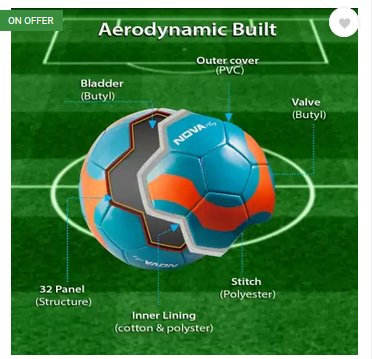 ON OFFER
Aerodynamic Built
Outer cover
(PVC)
Bladder
(Butyl)
Valve
(Butyl)
NOVA
32 Panel
(Structure)
Stitch
(Polyester)
Inner Lining
(cotton & polyster)
NOVA